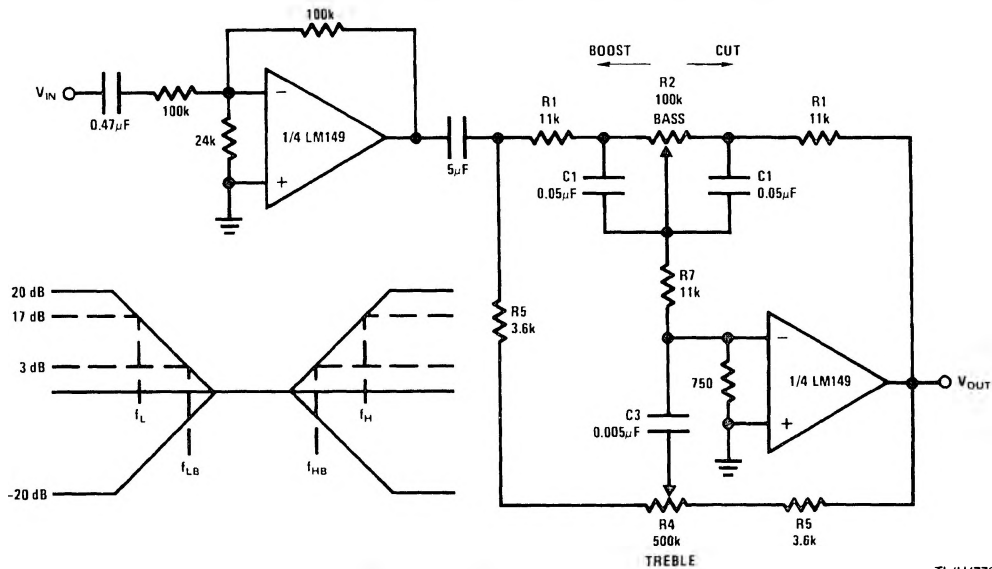 100k
VIN
0.47μF
100k
24k
1/4 LM149
−
+
5μF
BOOST
CUT
R1
11k
R2
100k
BASS
R1
11k
C1
0.05μF
C1
0.05μF
R7
11k
R5
3.6k
750
1/4 LM149
−
+
VOUT
C3
0.005μF
R4
500k
TREBLE
R5
3.6k
20 dB
17 dB
3 dB
-20 dB
fL
fLB
fHB
fH